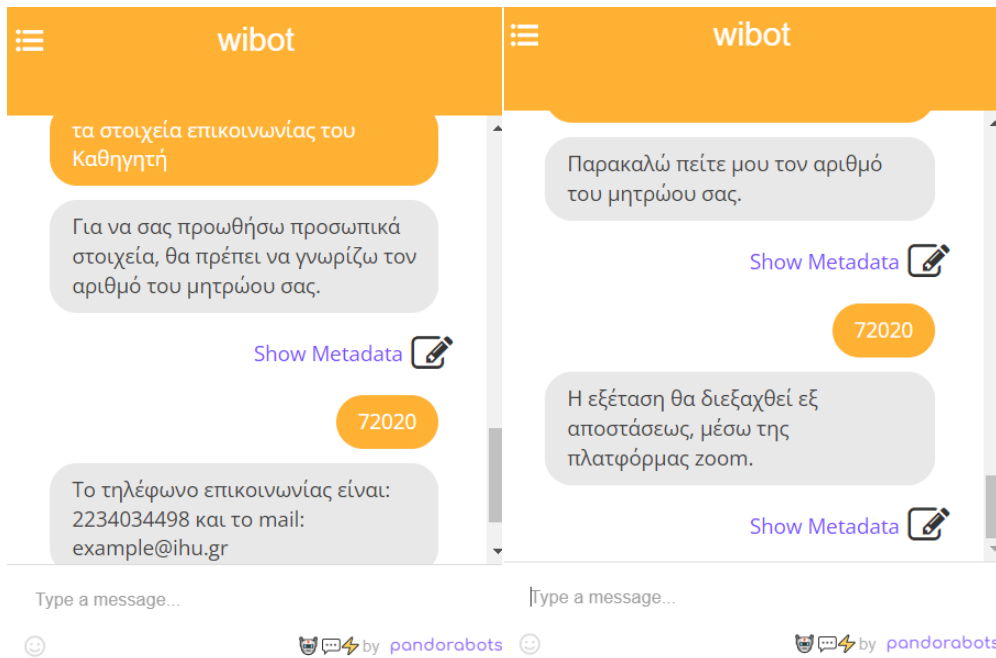 wibot
τα στοιχεία επικοινωνίας του
Καθηγητή
Για να σας προωθήσω προσωπικά
στοιχεία, θα πρέπει να γνωρίζω τον
αριθμό του μητρώου σας.
Show Metadata
72020
Το τηλέφωνο επικοινωνίας είναι:
2234034498 και το mail:
example@ihu.gr
Type a message...
by pandorabots
wibot
Παρακαλώ πείτε μου τον αριθμό
του μητρώου σας.
Show Metadata
72020
Η εξέταση θα διεξαχθεί εξ
αποστάσεως, μέσω της
πλατφόρμας zoom.
Show Metadata
Type a message...
by pandorabots